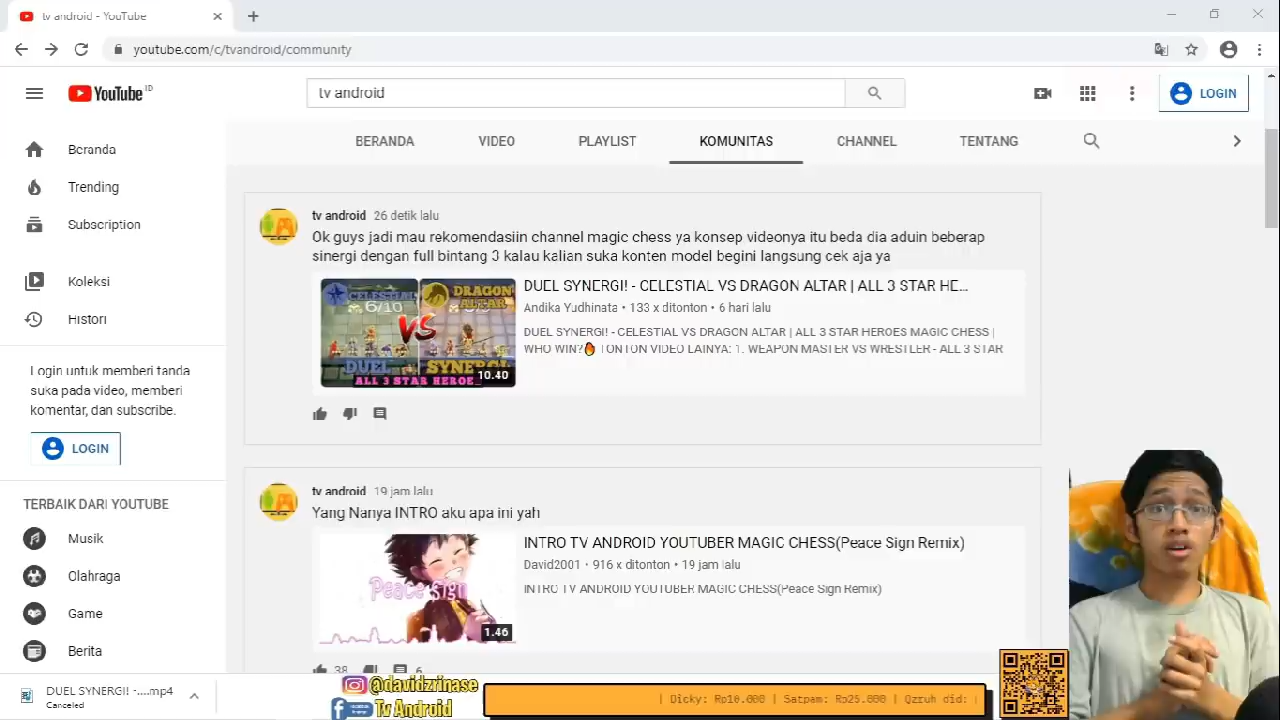 tv android - YouTube
youtube.com/c/tvandroid/community
YouTube ID
tv android
LOGIN
BERANDA VIDEO PLAYLIST KOMUNITAS CHANNEL TENTANG
Beranda
Trending
Subscription
Koleksi
Histori
Login untuk memberi tanda
suka pada video, memberi
komentar, dan subscribe.
LOGIN
TERBAIK DARI YOUTUBE
Musik
Olahraga
Game
Berita
tv android 26 detik lalu
Ok guys jadi mau rekomendasiin channel magic chess ya konsep videonya itu beda dia aduin beberap
sinergi dengan full bintang 3 kalau kalian suka konten model begini langsung cek aja ya
CELESTIAL
6/10
DRAGON
ALTAR
VS
DUEL SYNERGI
ALL 3 STAR HEROES
10.40
DUEL SYNERGI! - CELESTIAL VS DRAGON ALTAR | ALL 3 STAR HE...
Andika Yudhinata • 133 x ditonton • 6 hari lalu
DUEL SYNERGI! - CELESTIAL VS DRAGON ALTAR | ALL 3 STAR HEROES MAGIC CHESS |
WHO WIN?🔥 TONTON VIDEO LAINYA: 1. WEAPON MASTER VS WRESTLER - ALL 3 STAR
tv android 19 jam lalu
Yang Nanya INTRO aku apa ini yah
Peace sign
1.46
INTRO TV ANDROID YOUTUBER MAGIC CHESS(Peace Sign Remix)
David2001 • 916 x ditonton • 19 jam lalu
INTRO TV ANDROID YOUTUBER MAGIC CHESS(Peace Sign Remix)
38 6
DUEL SYNERGI! -....mp4
Canceled
@davidzrinase
Tv Android
| Dicky: Rp10.000 | Satpam: Rp25.000 | Qzruh did: